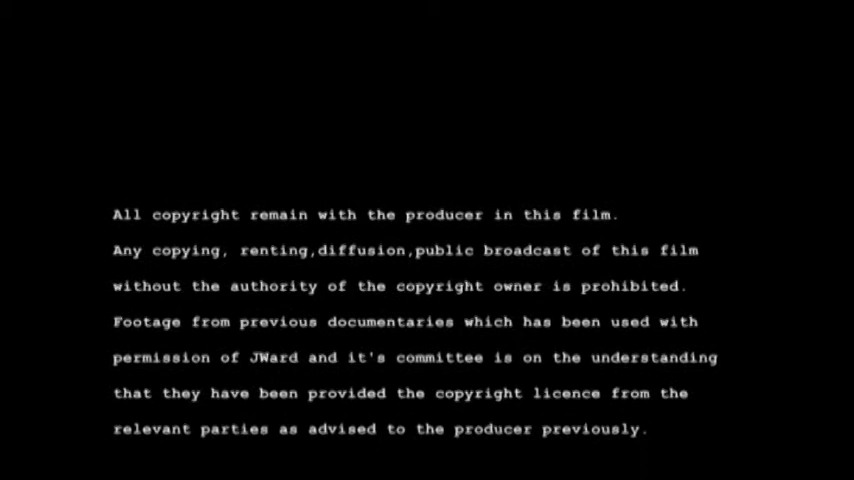 All copyright remain with the producer in this film.
Any copying, renting,diffusion,public broadcast of this film
without the authority of the copyright owner is prohibited.
Footage from previous documentaries which has been used with
permission of JWard and it's committee is on the understanding
that they have been provided the copyright licence from the
relevant parties as advised to the producer previously.